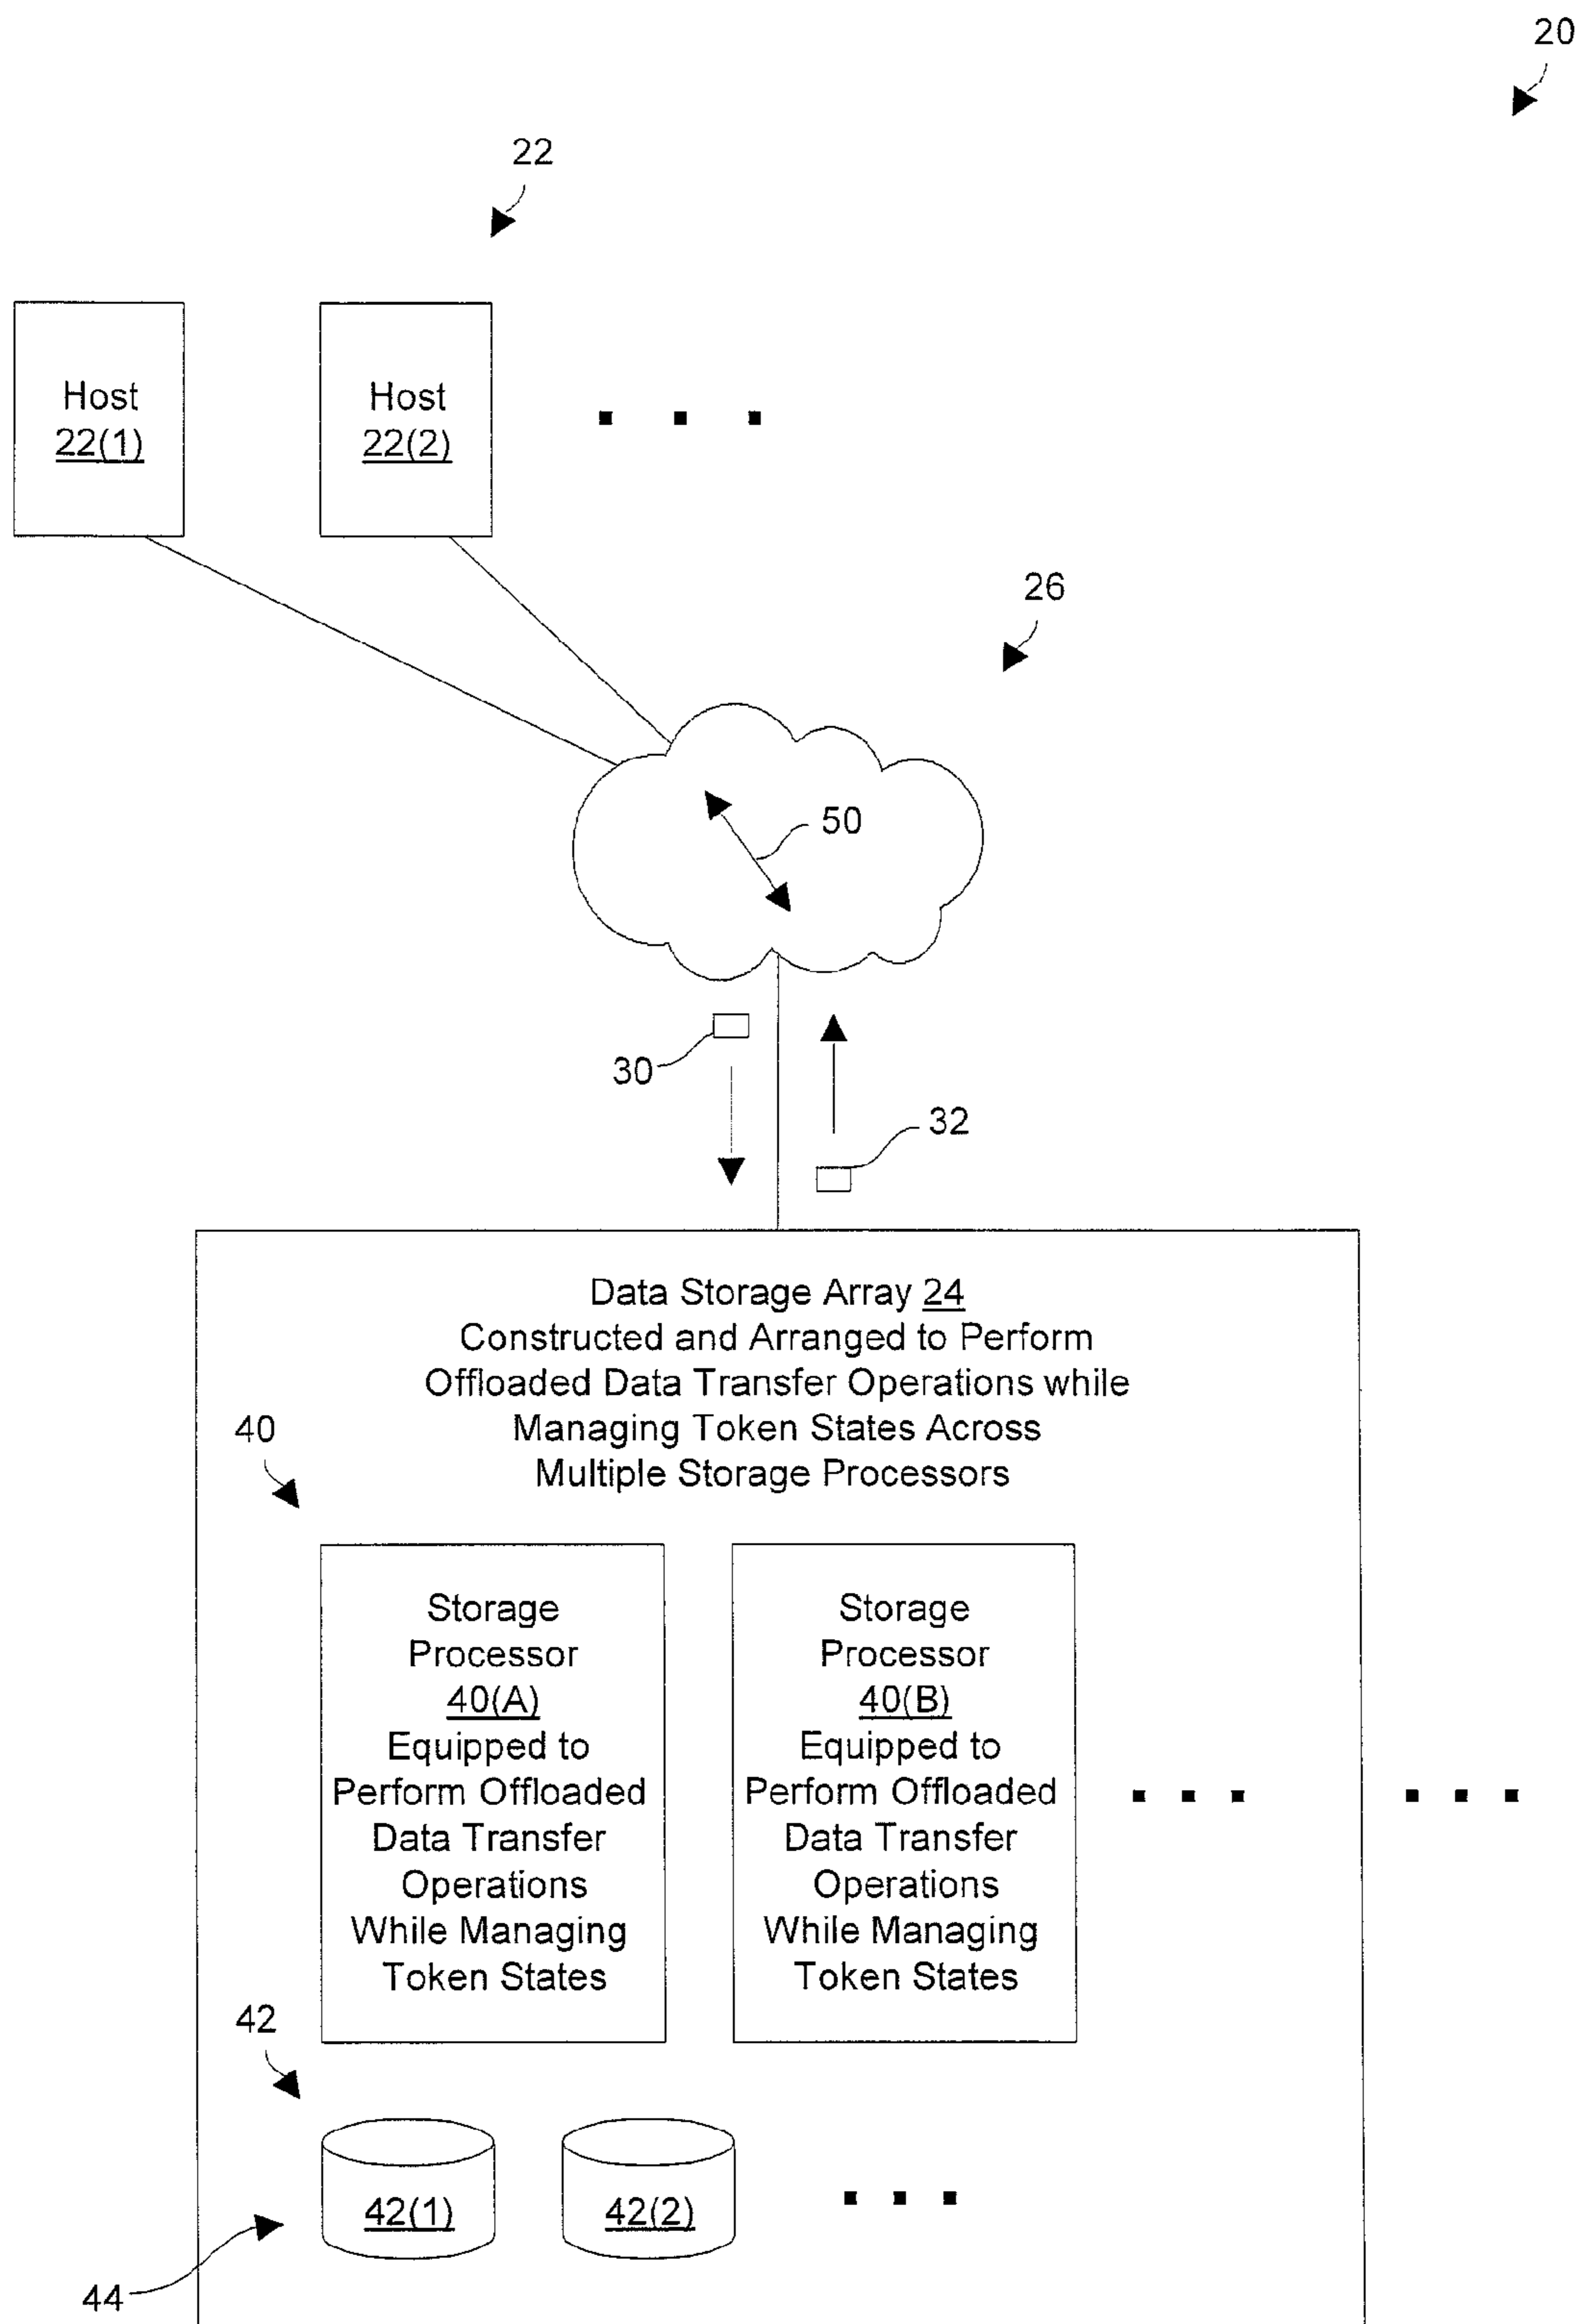 20
22
Host
22(1)
Host
22(2)
26
50
30
32
Data Storage Array 24
Constructed and Arranged to Perform
Offloaded Data Transfer Operations while
Managing Token States Across
Multiple Storage Processors
40
Storage
Processor
40(A)
Equipped to
Perform Offloaded
Data Transfer
Operations
While Managing
Token States
Storage
Processor
40(B)
Equipped to
Perform Offloaded
Data Transfer
Operations
While Managing
Token States
42
42(1)
42(2)
44